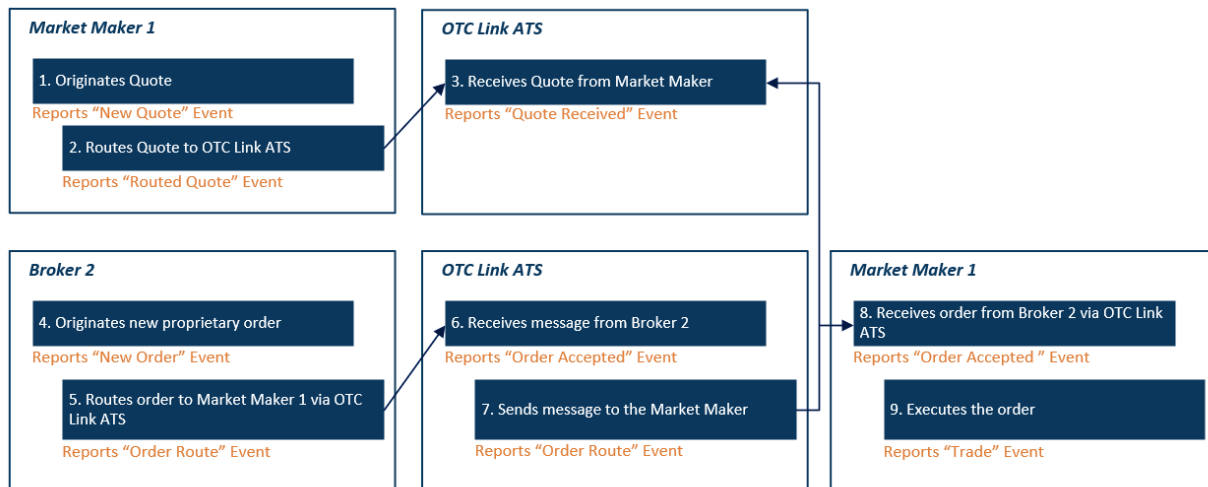 Market Maker 1
1. Originates Quote
Reports “New Quote” Event
2. Routes Quote to OTC Link ATS
Reports “Routed Quote” Event
OTC Link ATS
3. Receives Quote from Market Maker
Reports “Quote Received” Event
Broker 2
4. Originates new proprietary order
Reports “New Order” Event
5. Routes order to Market Maker 1 via OTC
Link ATS
Reports “Order Route” Event
OTC Link ATS
6. Receives message from Broker 2
Reports “Order Accepted” Event
7. Sends message to the Market Maker
Reports “Order Route” Event
Market Maker 1
8. Receives order from Broker 2 via OTC Link
ATS
Reports “Order Accepted ” Event
9. Executes the order
Reports “Trade” Event